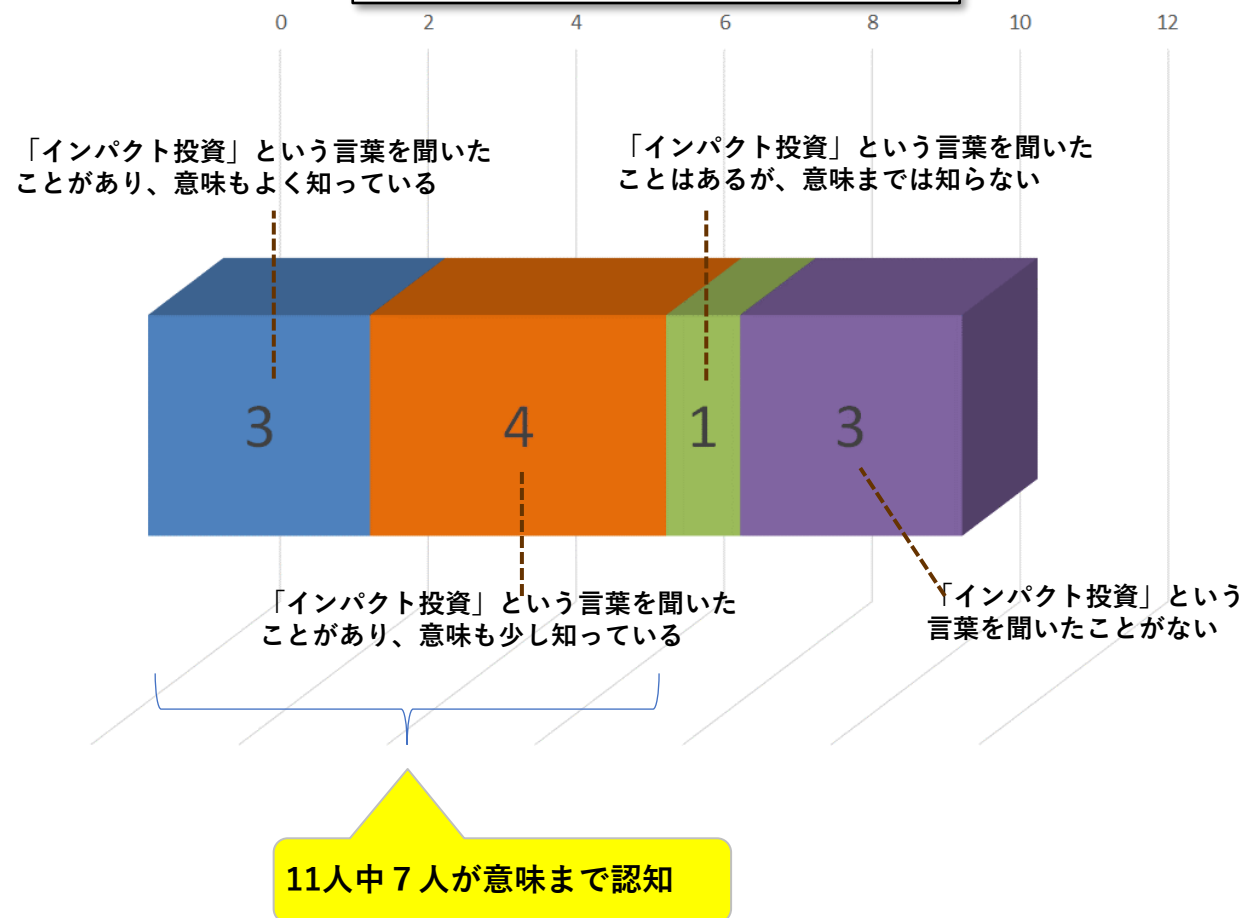 0 2 4 6 8 10 12
「インパクト投資」という言葉を聞いた
ことがあり、意味もよく知っている
「インパクト投資」という言葉を聞いた
ことはあるが、意味までは知らない
3 4 1 3
「インパクト投資」という言葉を聞いた
ことがあり、意味も少し知っている
「インパクト投資」という
言葉を聞いたことがない
11人中７人が意味まで認知